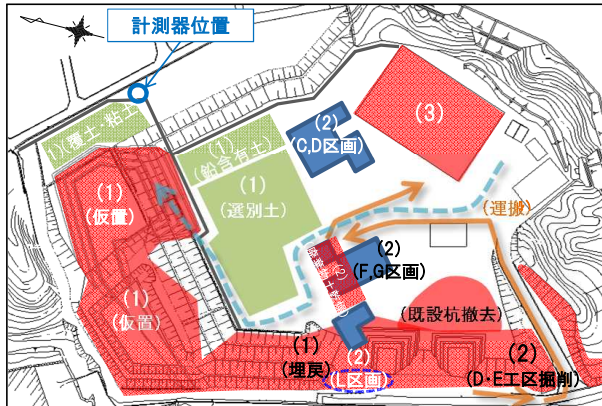 計測器位置
(1)(覆土・粘土)
(1)
(鉛含有土)
(2)
(C,D区画)
(3)
(1)
(仮置)
(1)
(選別土)
(運搬)
(2)
(2)
(F,G区画)
(1)
(仮置)
(既設杭撤去)
(1)
(埋戻)
(2)
(L区画)
(2)
(D・E工区掘削)